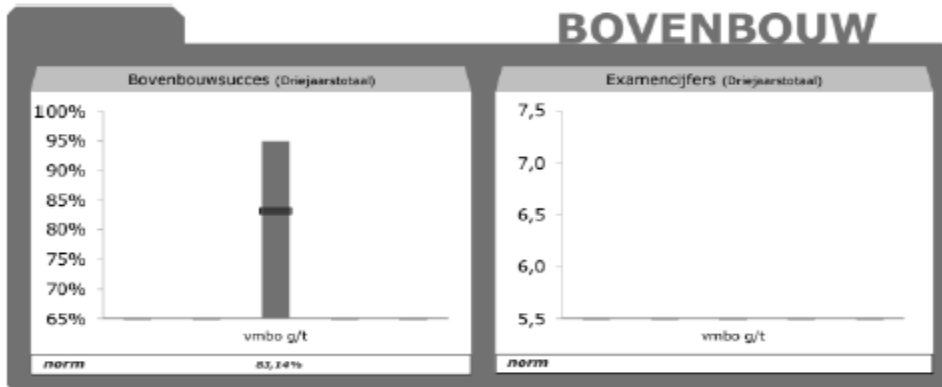 BOVENBOUW
Bovenbouwsucces (Driejaarstotaal)
100%
95%
90%
85%
80%
75%
70%
65%
vmbo g/t
norm 83,14%
Examencijfers (Driejaarstotaal)
7,5
7,0
6,5
6,0
5,5
vmbo g/t
norm